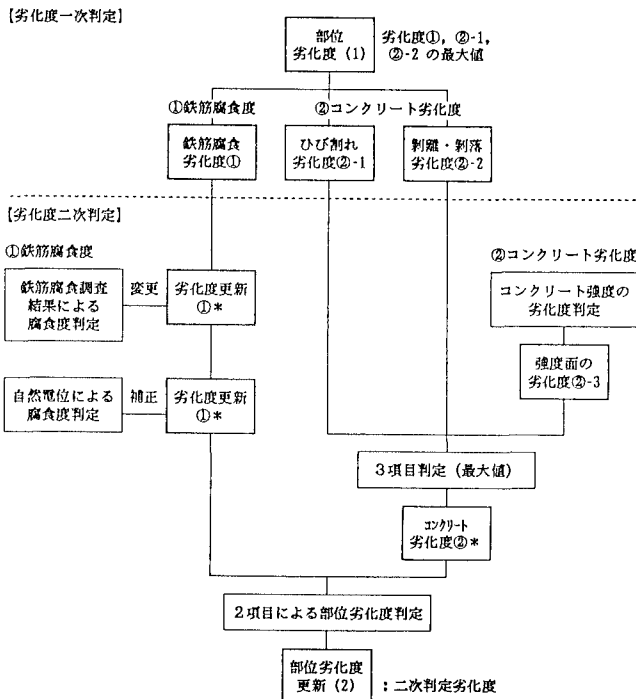 【劣化度一次判定】
部位
劣化度（1）
劣化度①，②-1，
②-2 の最大値
①鉄筋腐食度
②コンクリート劣化度
鉄筋腐食
劣化度①
ひび割れ
劣化度②-1
剥離・剥落
劣化度②-2
【劣化度二次判定】
①鉄筋腐食度
②コンクリート劣化度
鉄筋腐食調査
結果による
腐食度判定
変更
劣化度更新
①*
コンクリート強度の
劣化度判定
強度面の
劣化度②-3
自然電位による
腐食度判定
補正
劣化度更新
①*
3項目判定（最大値）
ｺﾝｸﾘｰﾄ
劣化度②*
2項目による部位劣化度判定
部位劣化度
更新（2）
：二次判定劣化度